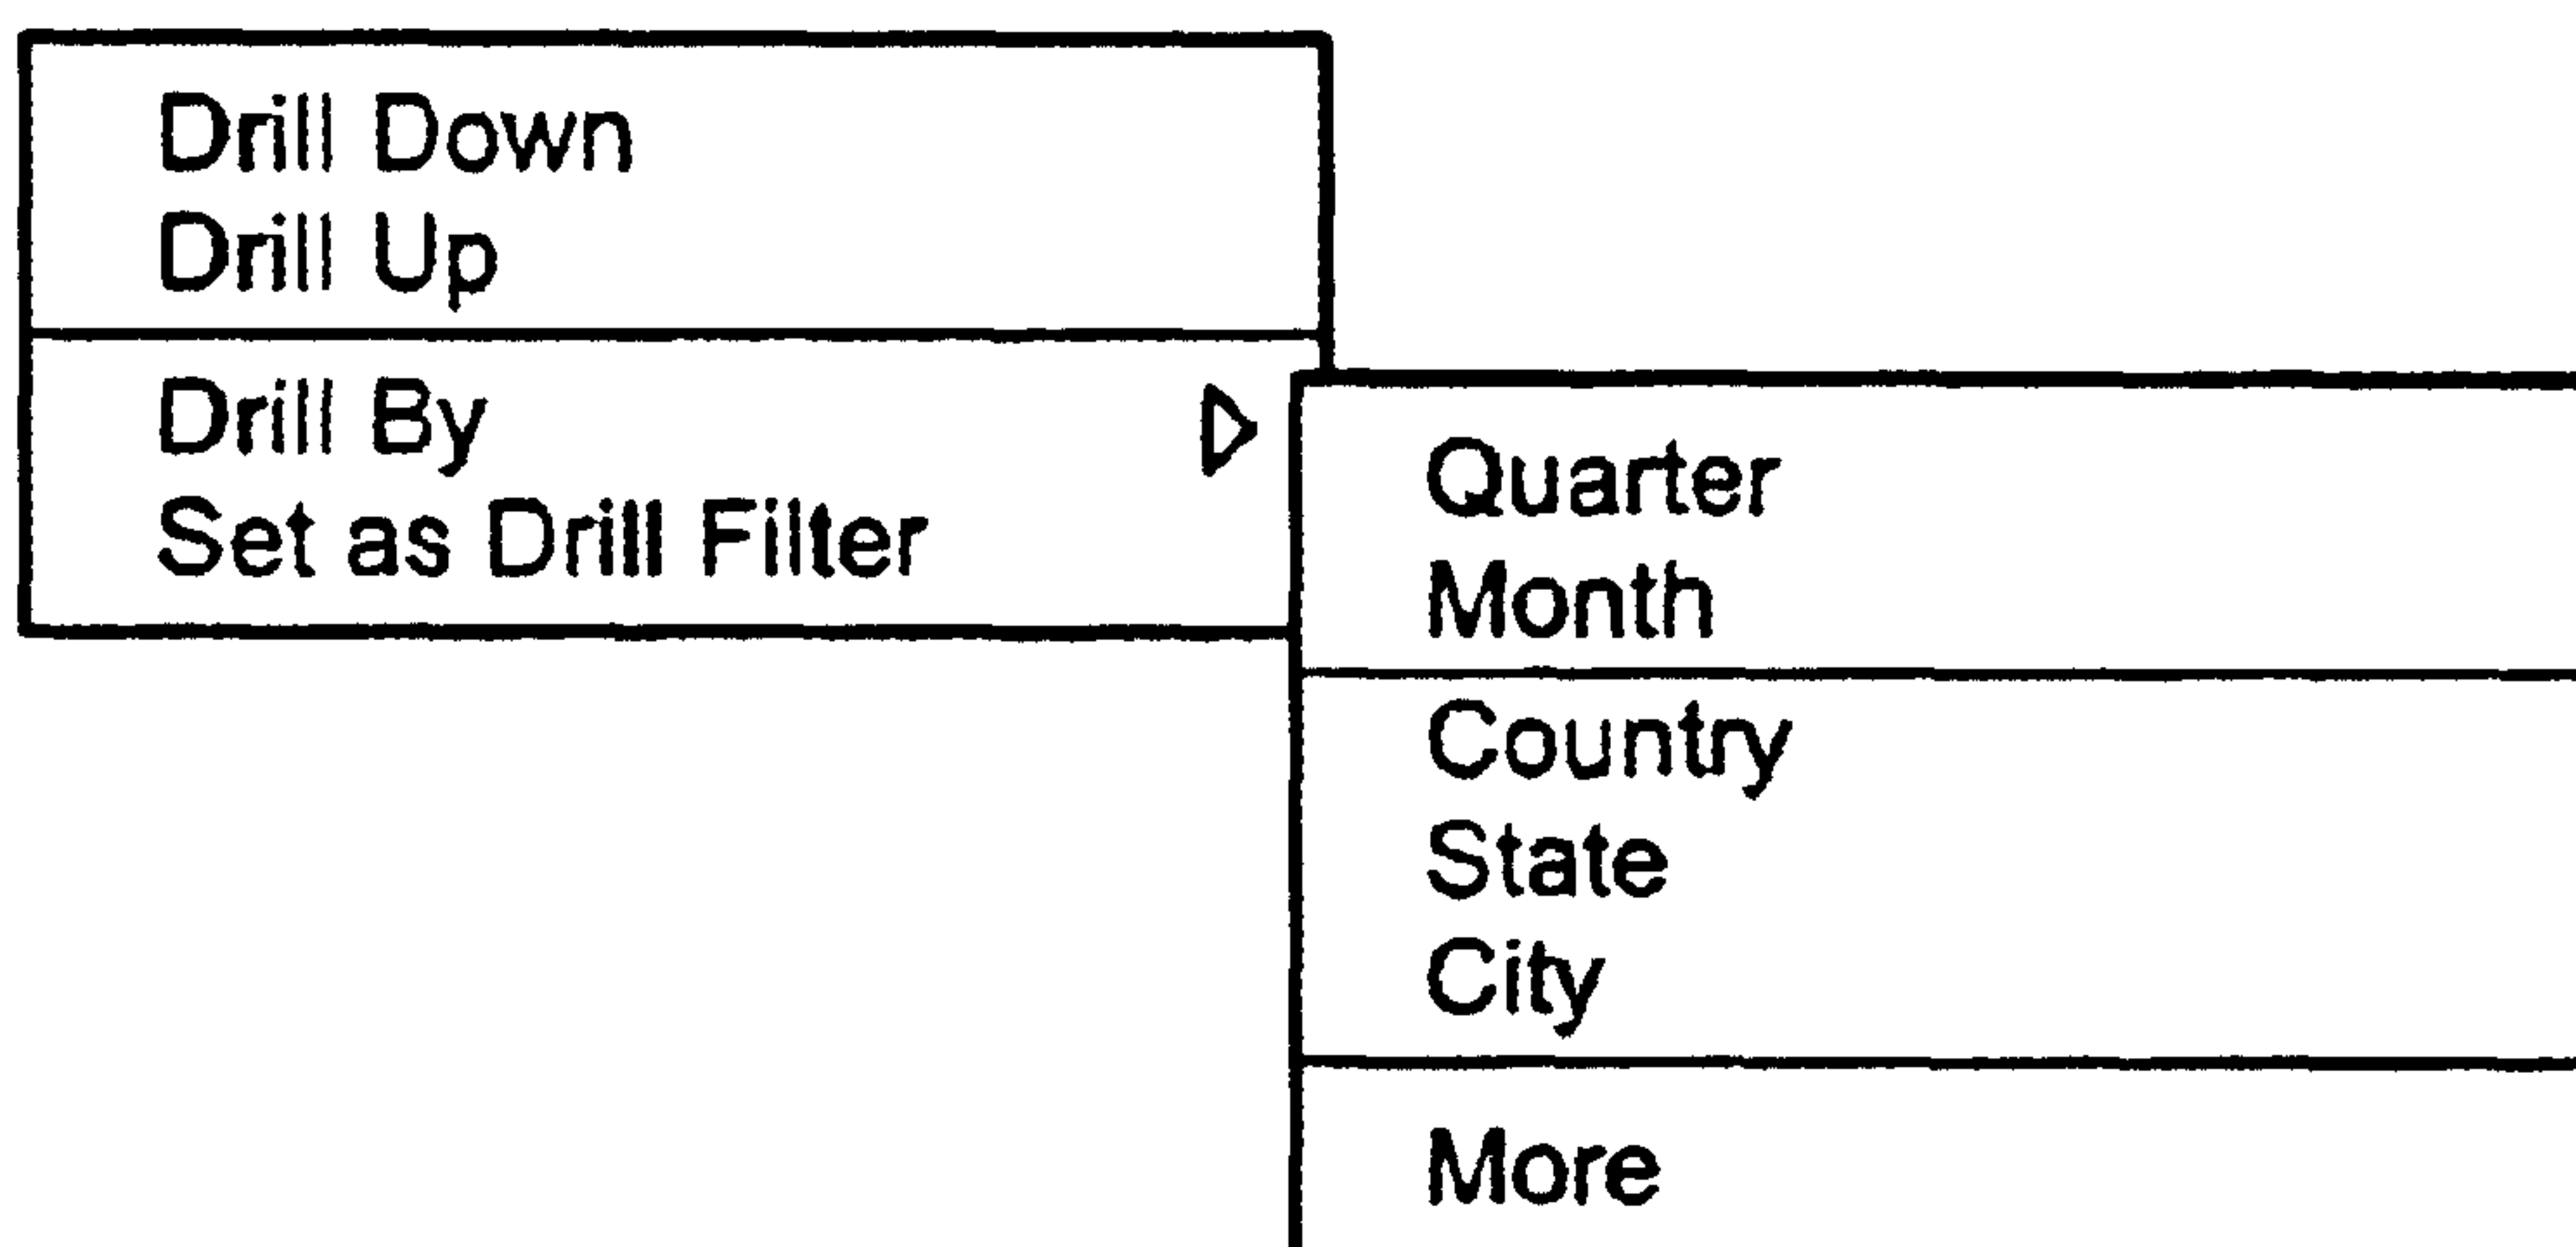 Drill Down
Drill Up
Drill By
Set as Drill Filter
Quarter
Month
Country
State
City
More